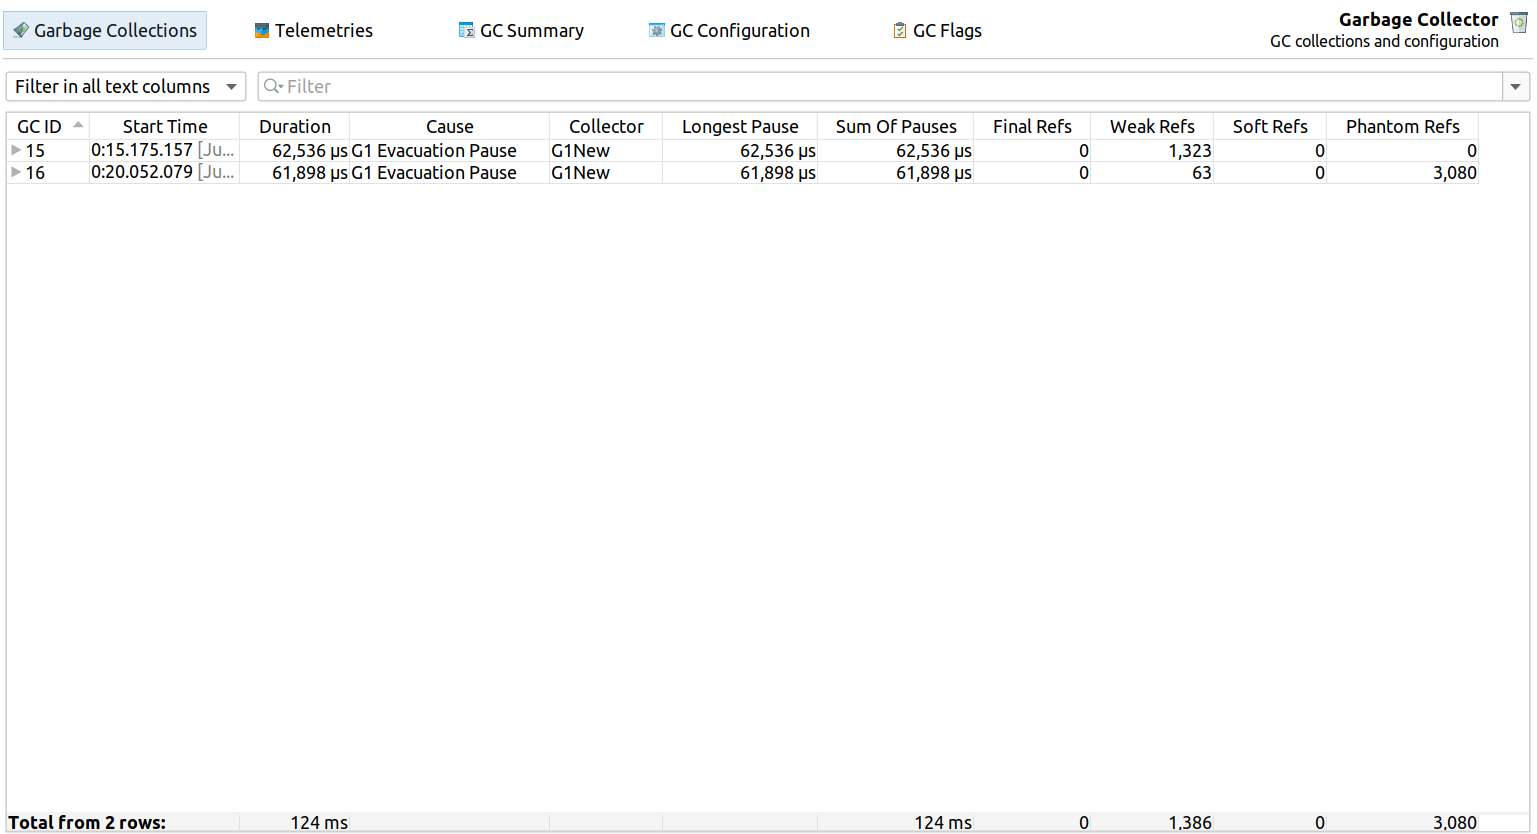 Garbage Collections Telemetries GC Summary GC Configuration GC Flags Garbage Collector
GC collections and configuration
Filter in all text columns Filter
GC ID Start Time Duration Cause Collector Longest Pause Sum Of Pauses Final Refs Weak Refs Soft Refs Phantom Refs
15 0:15.175.157 [Ju... 62,536 µs G1 Evacuation Pause G1New 62,536 µs 62,536 µs 0 1,323 0 0
16 0:20.052.079 [Ju... 61,898 µs G1 Evacuation Pause G1New 61,898 µs 61,898 µs 0 63 0 3,080
Total from 2 rows: 124 ms 124 ms 0 1,386 0 3,080